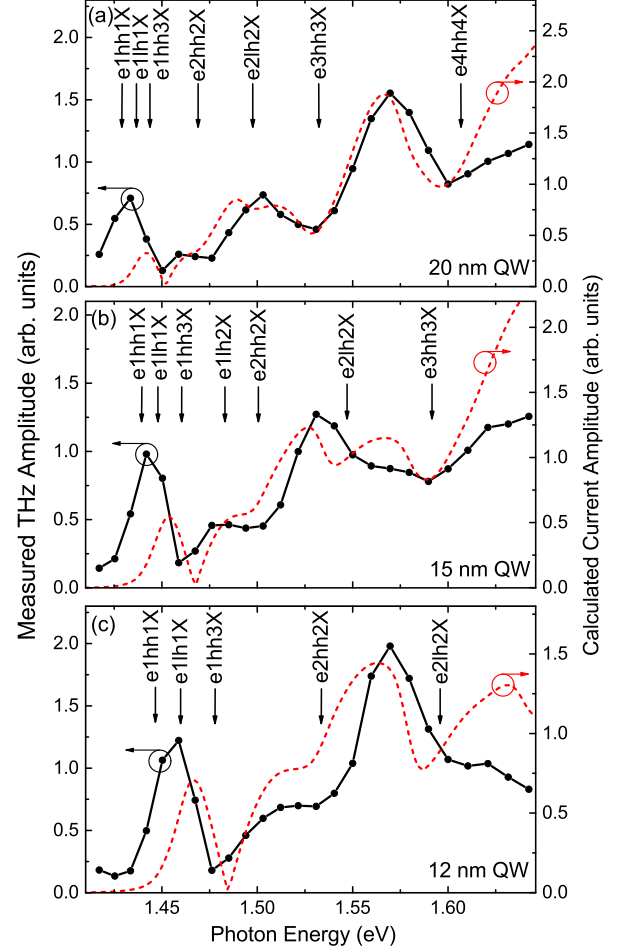 (a)
e1hh1X
e1lh1X
e1hh3X
e2hh2X
e2lh2X
e3hh3X
e4hh4X
2.0
1.5
1.0
0.5
0.0
2.5
2.0
1.5
1.0
0.5
0.0
20 nm QW
(b)
e1hh1X
e1lh1X
e1hh3X
e1lh2X
e2hh2X
e2lh2X
e3hh3X
2.0
1.5
1.0
0.5
0.0
2.0
1.5
1.0
0.5
0.0
15 nm QW
(c)
e1hh1X
e1lh1X
e1hh3X
e2hh2X
e2lh2X
2.0
1.5
1.0
0.5
0.0
1.5
1.0
0.5
0.0
12 nm QW
1.45
1.50
1.55
1.60
Photon Energy (eV)
Measured THz Amplitude (arb. units)
Calculated Current Amplitude (arb. units)